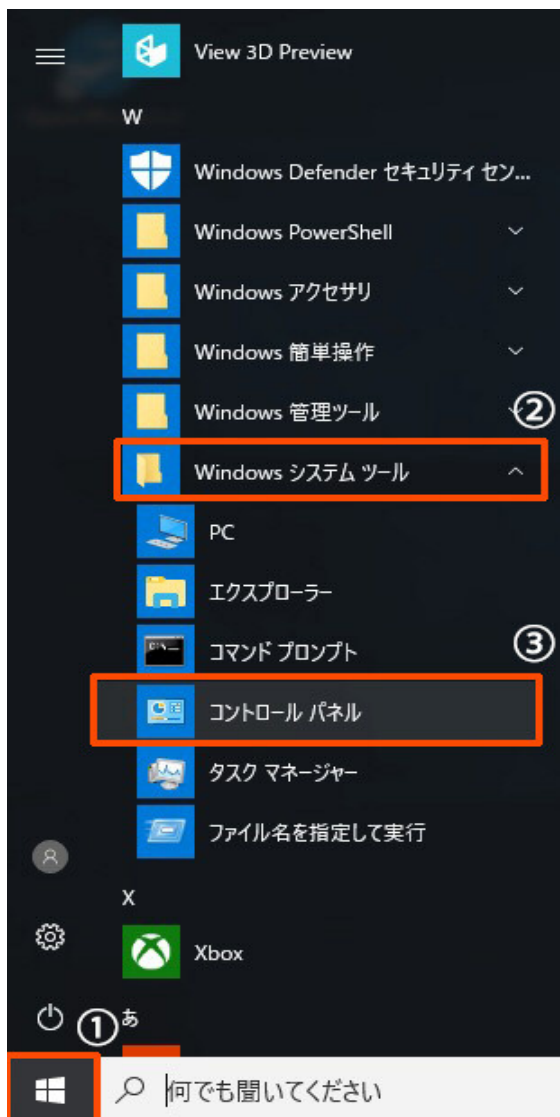 View 3D Preview
W
Windows Defender セキュリティ セン...
Windows PowerShell
Windows アクセサリ
Windows 簡単操作
Windows 管理ツール
②
Windows システム ツール
PC
エクスプローラー
コマンド プロンプト
③
コントロール パネル
タスク マネージャー
ファイル名を指定して実行
X
Xbox
①
あ
何でも聞いてください